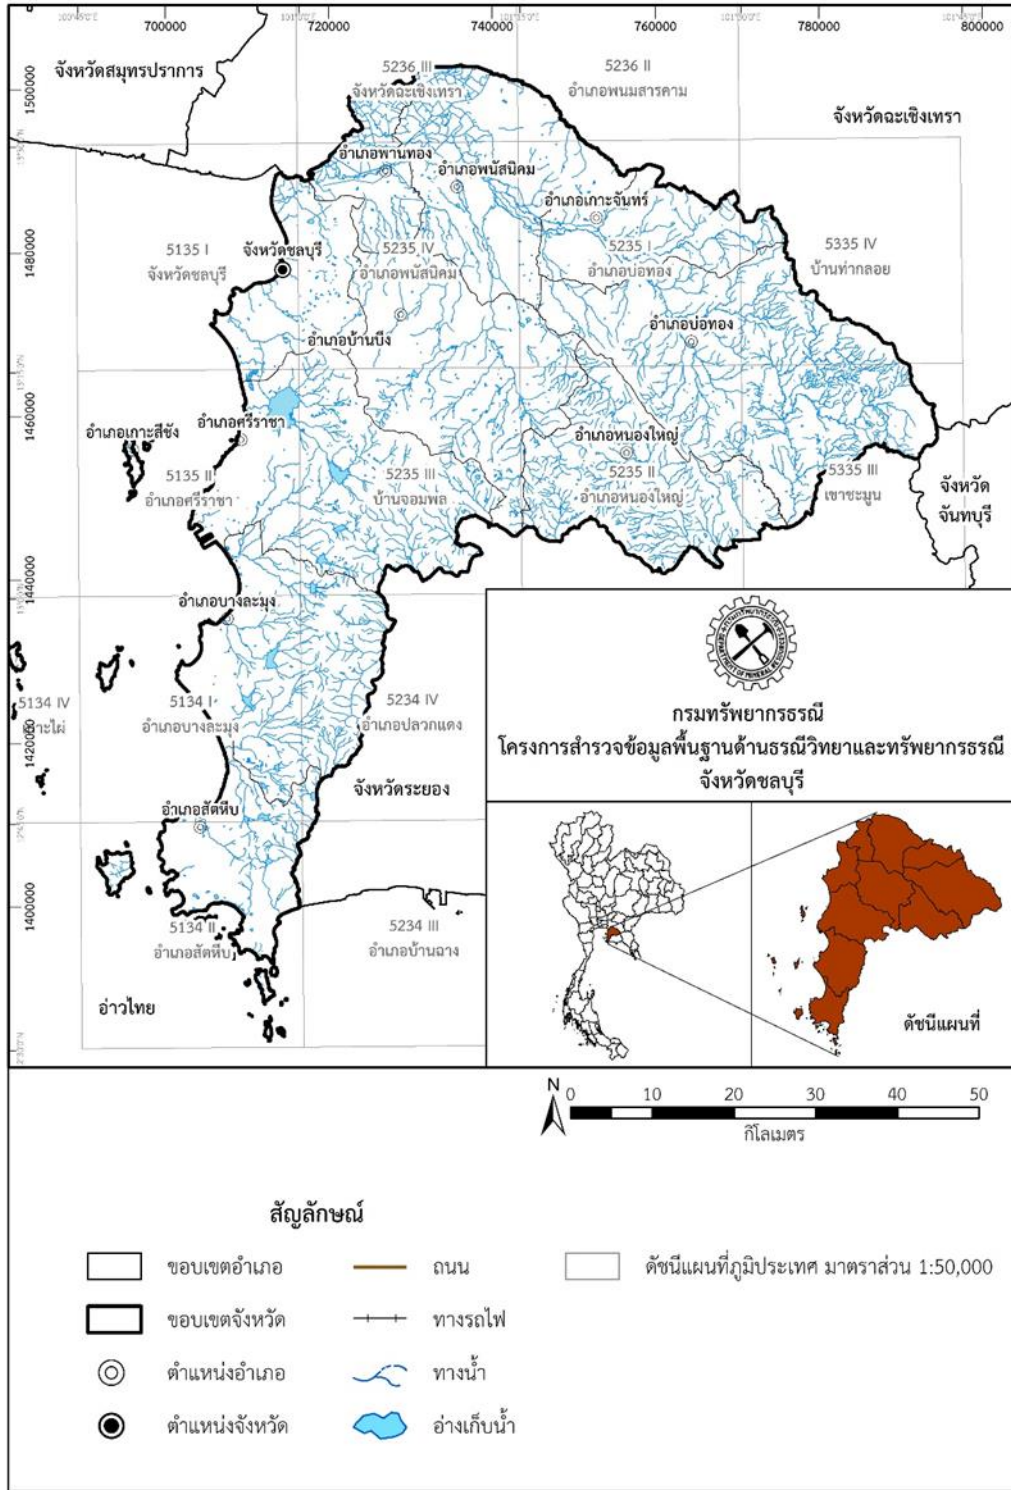 700000 720000 740000 760000 780000 800000
1500000
1480000
1460000
1440000
1420000
1400000
จังหวัดสมุทรปราการ
5236 III
จังหวัดฉะเชิงเทรา
5236 II
อำเภอพนมสารคาม
จังหวัดฉะเชิงเทรา
อำเภอพานทอง
อำเภอพนัสนิคม
อำเภอเกาะจันทร์
5135 I
จังหวัดชลบุรี
จังหวัดชลบุรี
5235 IV
อำเภอพนัสนิคม
5235 I
อำเภอบ่อทอง
5335 IV
บ้านท่ากลอย
อำเภอบ่อทอง
อำเภอบ้านบึง
อำเภอเกาะสีชัง
อำเภอศรีราชา
อำเภอหนองใหญ่
5135 II
อำเภอศรีราชา
5235 III
บ้านจอมพล
5235 II
อำเภอหนองใหญ่
5335 III
เขาชะมูน
จังหวัด
จันทบุรี
อำเภอบางละมุง
5134 IV
5134 I
อำเภอบางละมุง
5234 IV
อำเภอปลวกแดง
จังหวัดระยอง
อำเภอสัตหีบ
5134 II
อำเภอสัตหีบ
5234 III
อำเภอบ้านฉาง
อ่าวไทย
DEPARTMENT OF MINERAL RESOURCES
กรมทรัพยากรธรณี
โครงการสำรวจข้อมูลพื้นฐานด้านธรณีวิทยาและทรัพยากรธรณี
จังหวัดชลบุรี
ดัชนีแผนที่
N
0 10 20 30 40 50
กิโลเมตร
สัญลักษณ์
ขอบเขตอำเภอ ถนน ดัชนีแผนที่ภูมิประเทศ มาตราส่วน 1:50,000
ขอบเขตจังหวัด ทางรถไฟ
ตำแหน่งอำเภอ ทางน้ำ
ตำแหน่งจังหวัด อ่างเก็บน้ำ